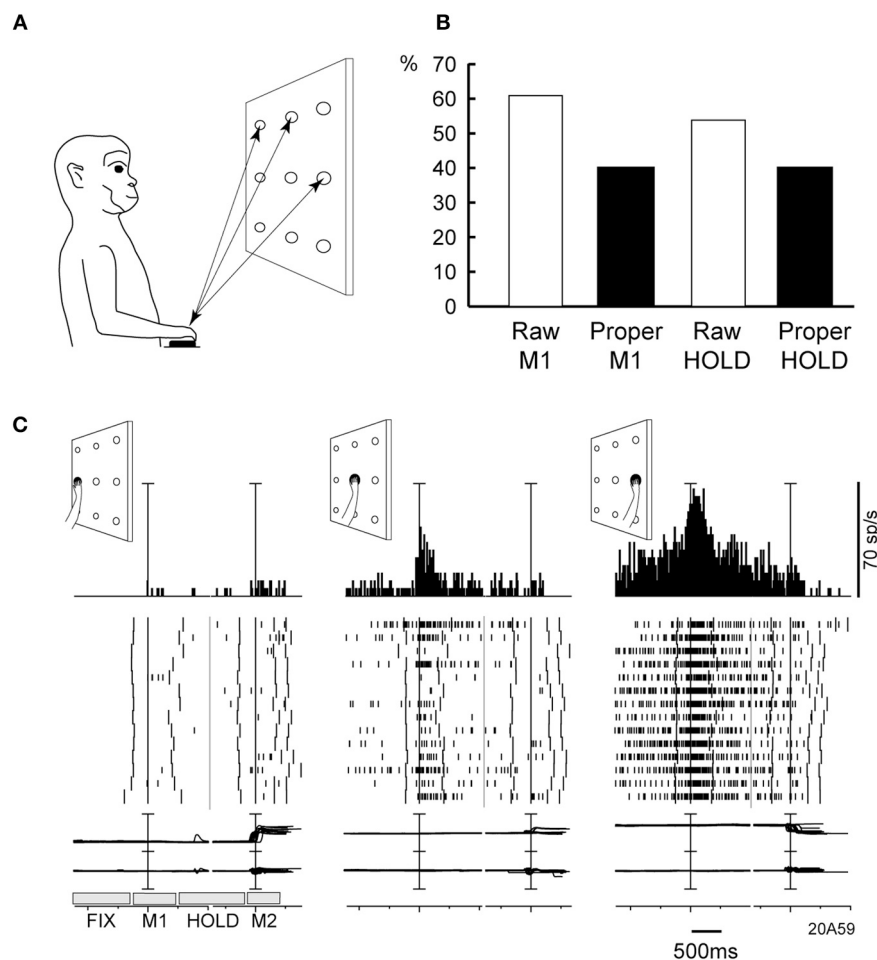 A
B
%
70
60
50
40
30
20
10
0
Raw M1
Proper M1
Raw HOLD
Proper HOLD
C
70 sp/s
FIX M1 HOLD M2
20A59
500ms